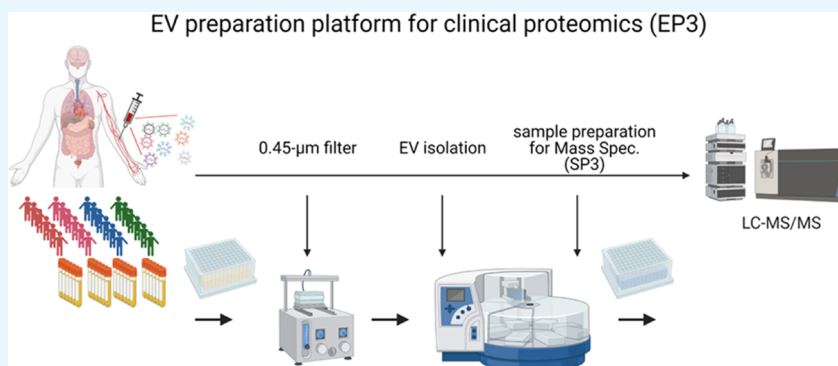 EV preparation platform for clinical proteomics (EP3)
0.45-μm filter
EV isolation
sample preparation
for Mass Spec.
(SP3)
LC-MS/MS